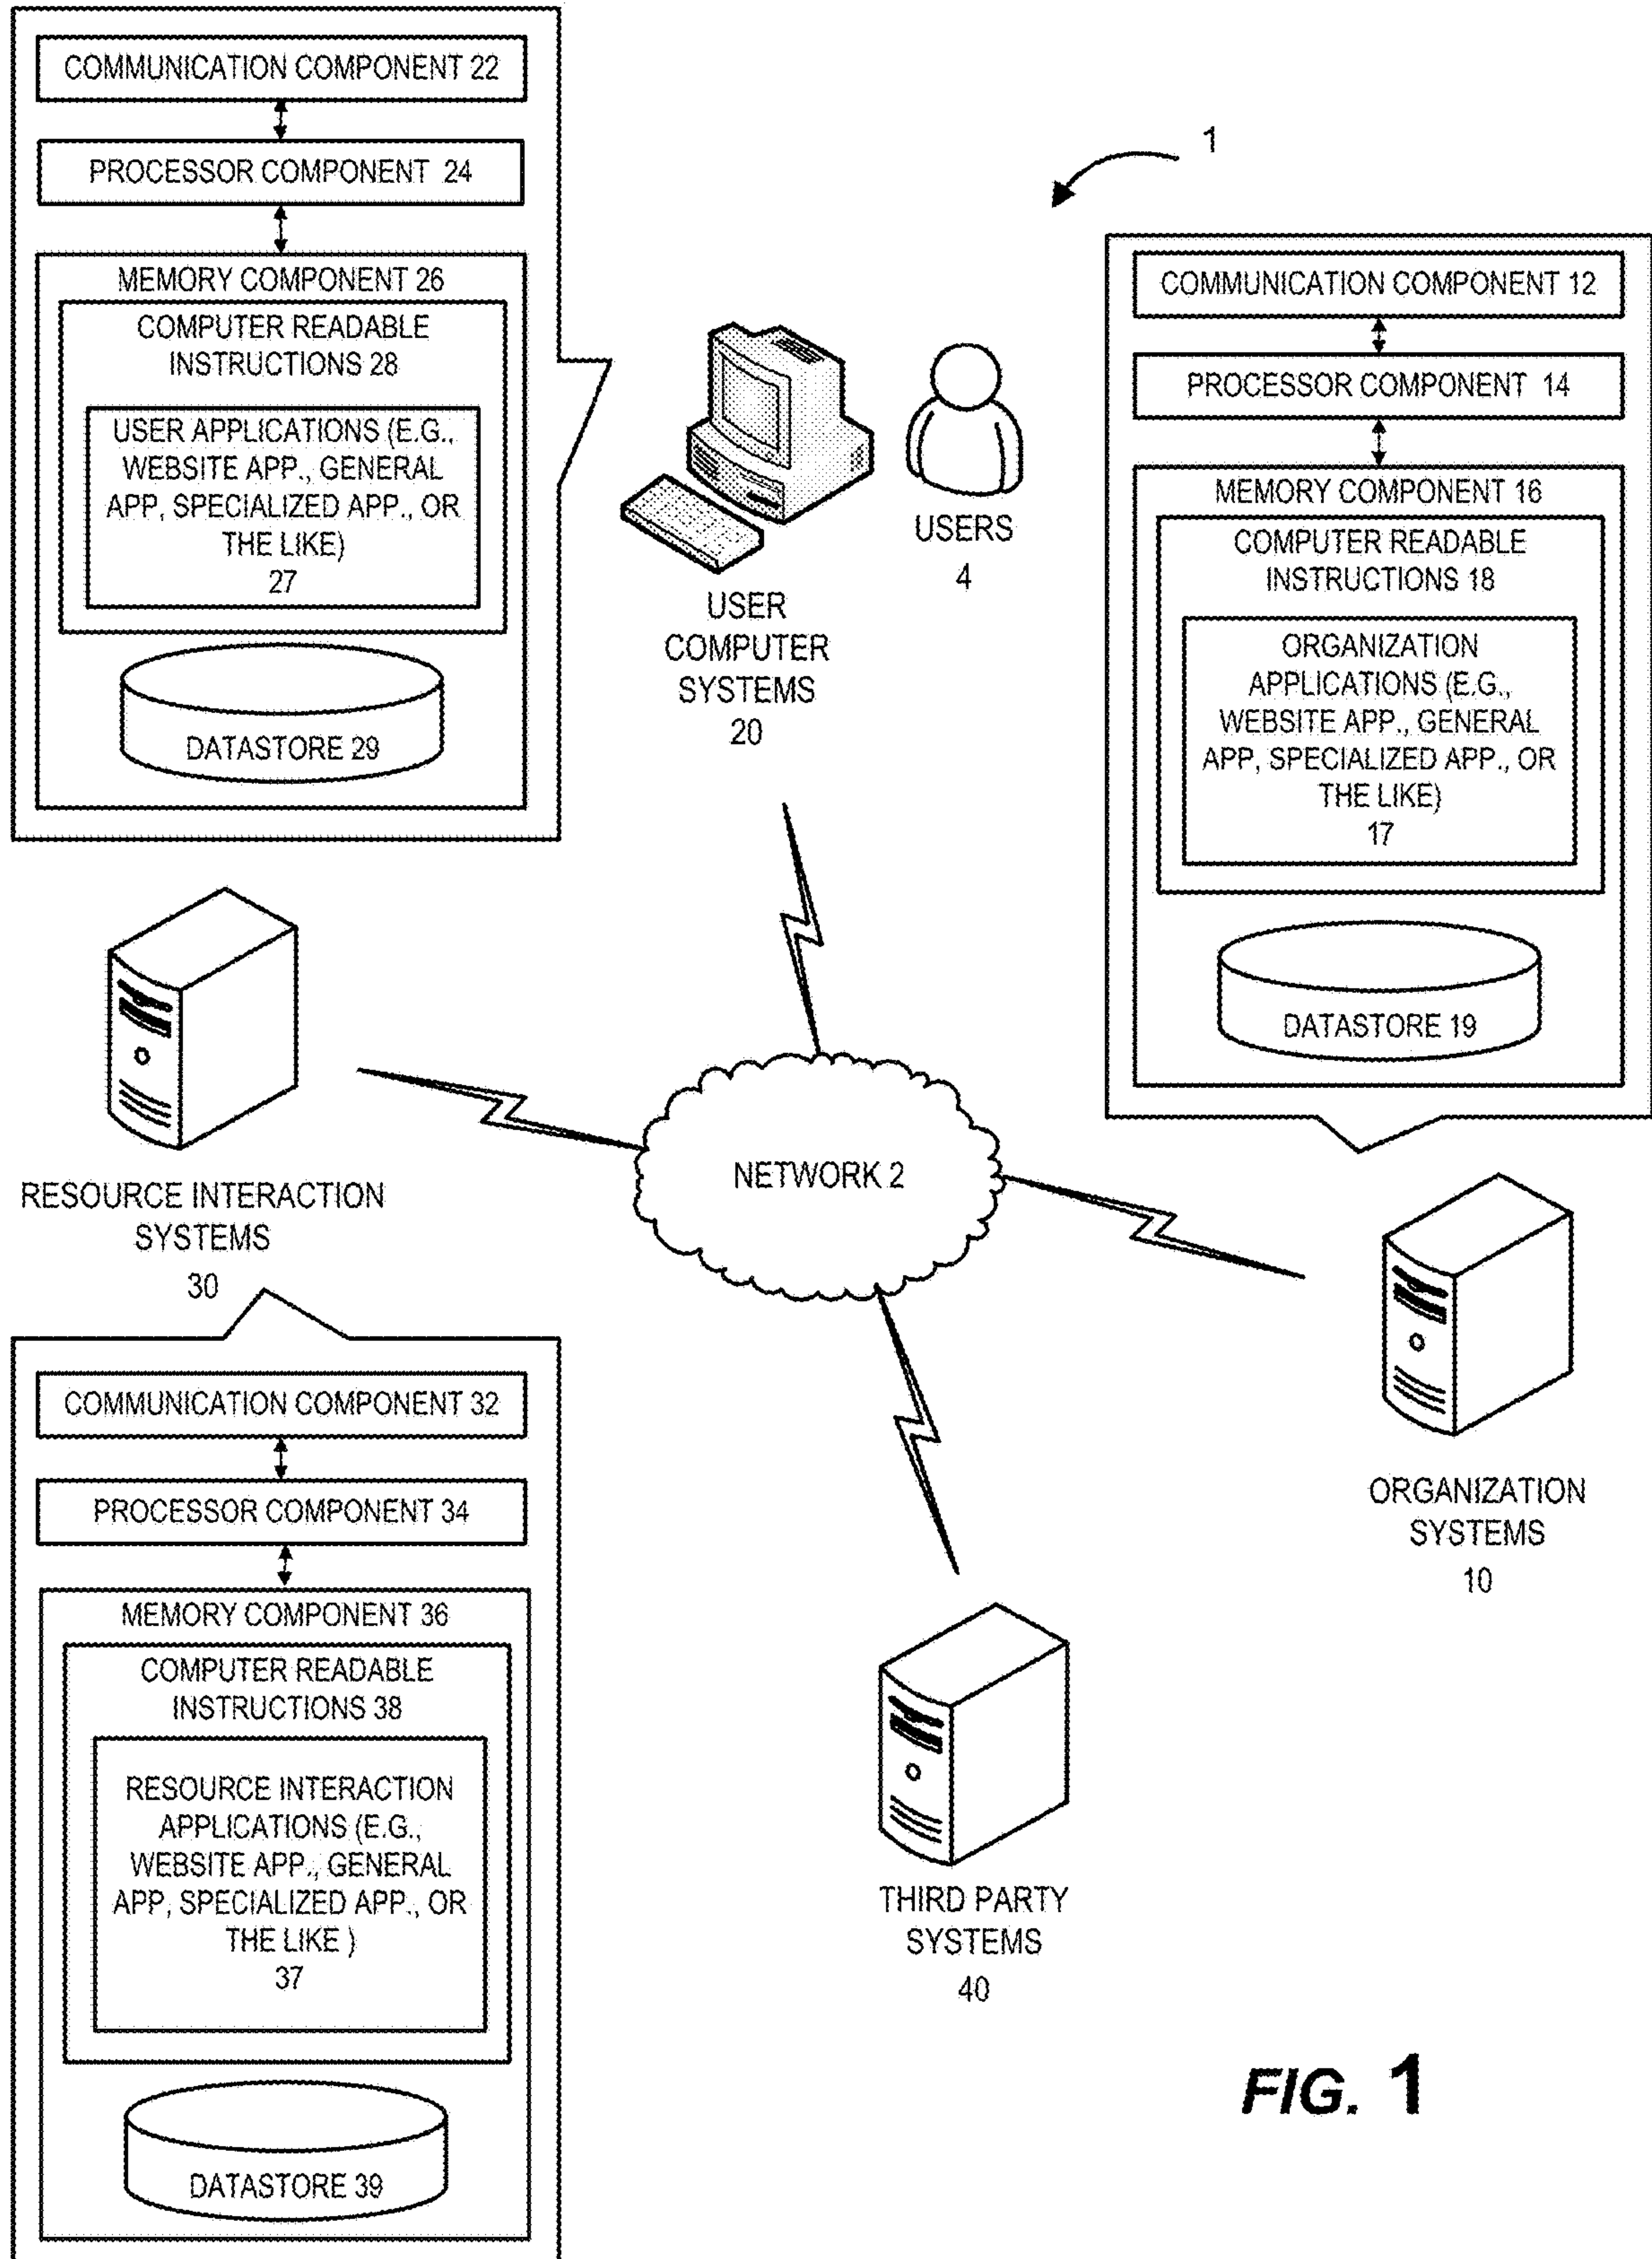 COMMUNICATION COMPONENT 22
PROCESSOR COMPONENT 24
MEMORY COMPONENT 26
COMPUTER READABLE
INSTRUCTIONS 28
USER APPLICATIONS (E.G.,
WEBSITE APP., GENERAL
APP, SPECIALIZED APP., OR
THE LIKE)
27
DATASTORE 29
1
USERS
4
USER
COMPUTER
SYSTEMS
20
COMMUNICATION COMPONENT 12
PROCESSOR COMPONENT 14
MEMORY COMPONENT 16
COMPUTER READABLE
INSTRUCTIONS 18
ORGANIZATION
APPLICATIONS (E.G.,
WEBSITE APP., GENERAL
APP, SPECIALIZED APP., OR
THE LIKE)
17
DATASTORE 19
RESOURCE INTERACTION
SYSTEMS
30
NETWORK 2
ORGANIZATION
SYSTEMS
10
COMMUNICATION COMPONENT 32
PROCESSOR COMPONENT 34
MEMORY COMPONENT 36
COMPUTER READABLE
INSTRUCTIONS 38
RESOURCE INTERACTION
APPLICATIONS (E.G.,
WEBSITE APP., GENERAL
APP, SPECIALIZED APP., OR
THE LIKE )
37
DATASTORE 39
THIRD PARTY
SYSTEMS
40
FIG. 1